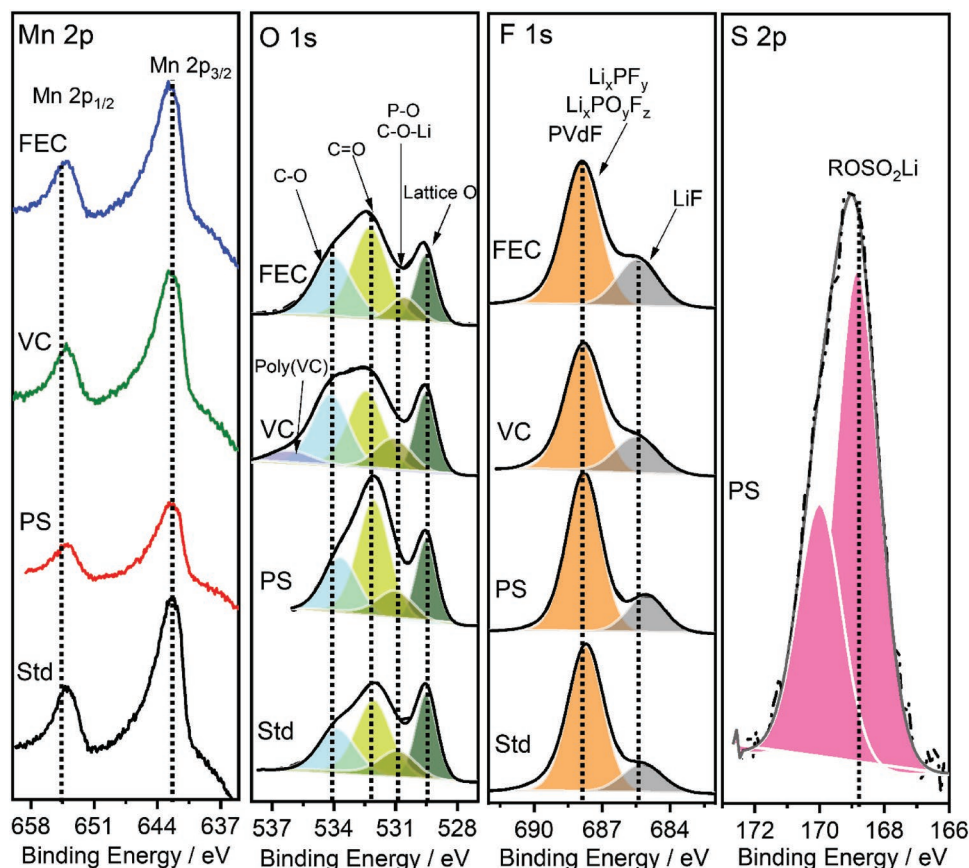 Mn 2p
Mn 2p3/2
Mn 2p1/2
FEC
VC
PS
Std
658 651 644 637
Binding Energy / eV
O 1s
P-O
C-O-Li
C=O
C-O
Lattice O
FEC
Poly(VC)
VC
PS
Std
537 534 531 528
Binding Energy / eV
F 1s
LixPFy
LixPOyFz
PVdF
LiF
FEC
VC
PS
Std
690 687 684
Binding Energy / eV
S 2p
ROSO2Li
PS
172 170 168 166
Binding Energy / eV